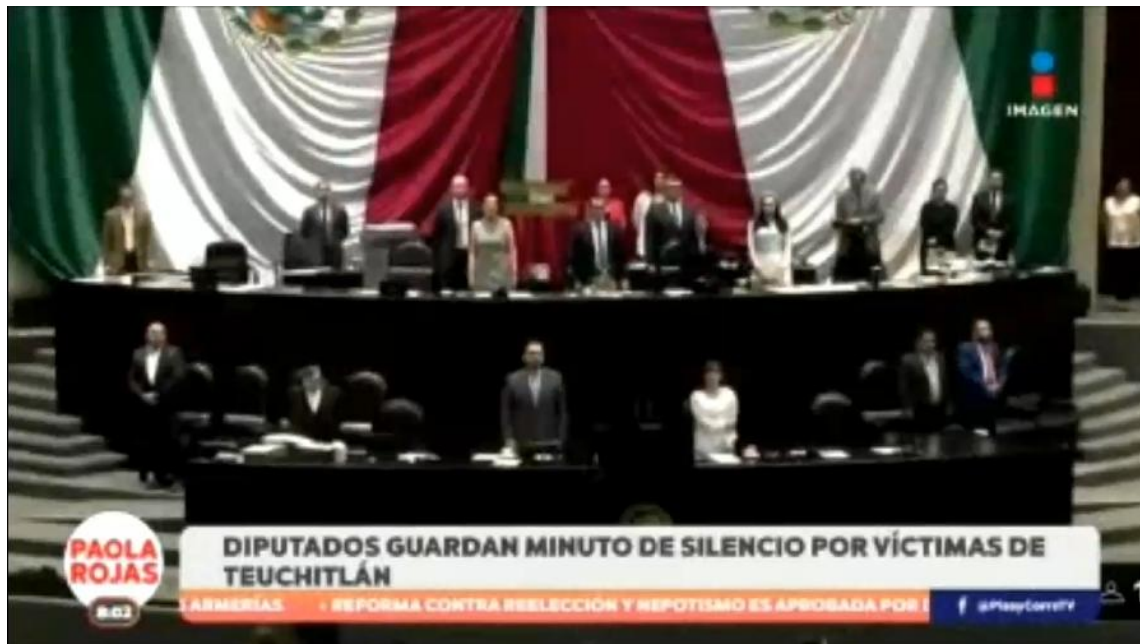 IMAGEN
DIPUTADOS GUARDAN MINUTO DE SILENCIO POR VÍCTIMAS DE
TEUCHITLÁN
PAOLA
ROJAS
8:02
ARMERÍAS • REFORMA CONTRA REELECCIÓN Y NEPOTISMO ES APROBADA POR